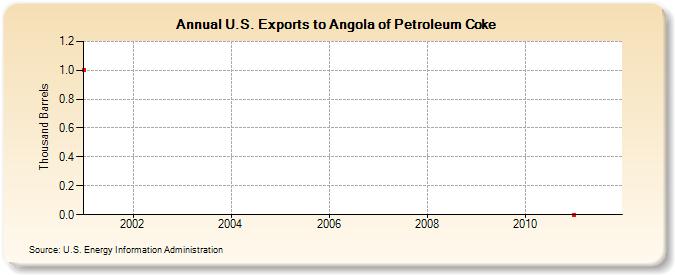 Annual U.S. Exports to Angola of Petroleum Coke
Thousand Barrels
1.2
1.0
0.8
0.6
0.4
0.2
0.0
2002 2004 2006 2008 2010
Source: U.S. Energy Information Administration